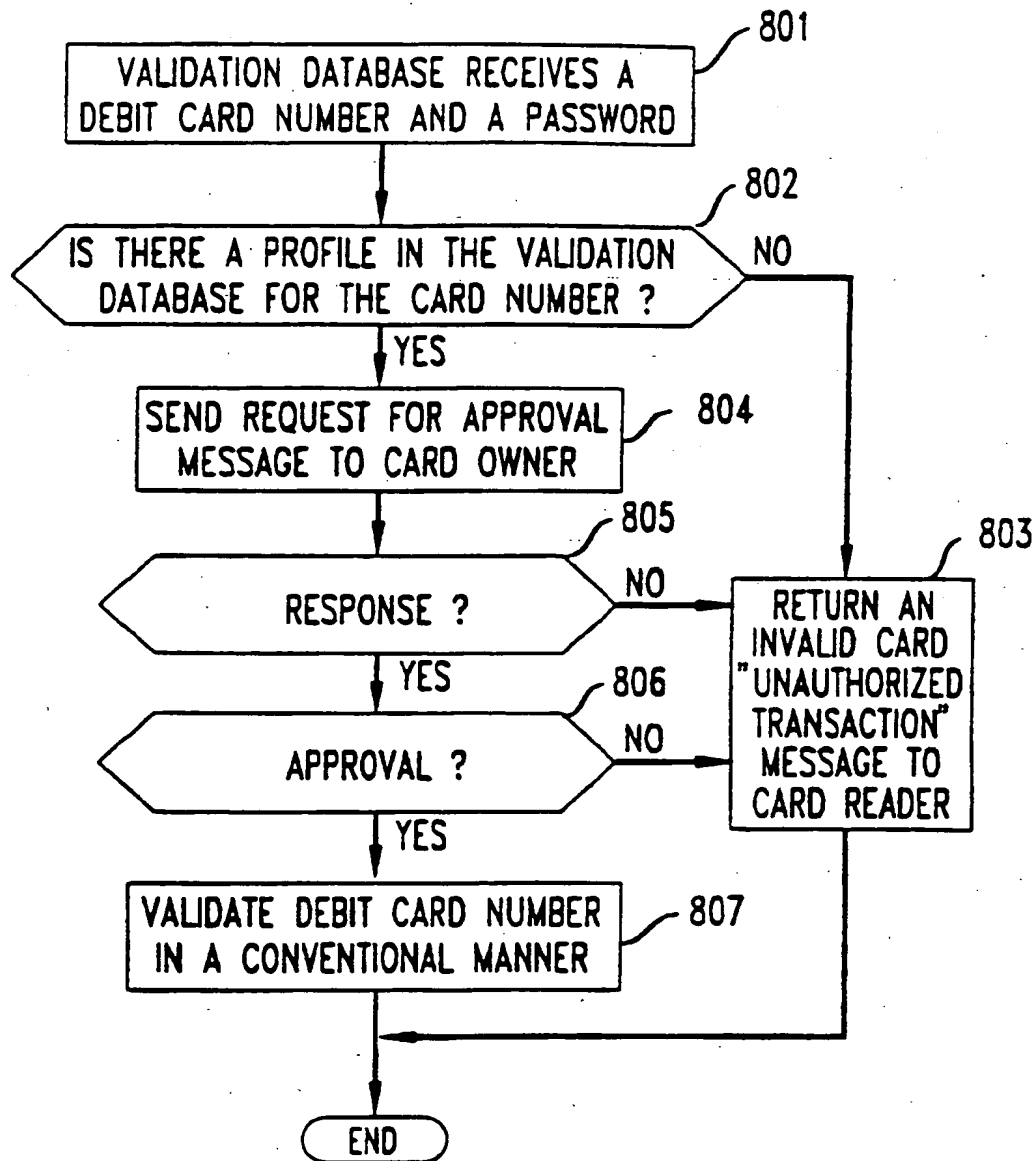 801
VALIDATION DATABASE RECEIVES A
DEBIT CARD NUMBER AND A PASSWORD
802
IS THERE A PROFILE IN THE VALIDATION
DATABASE FOR THE CARD NUMBER ?
NO
YES
SEND REQUEST FOR APPROVAL
MESSAGE TO CARD OWNER
804
805
RESPONSE ?
NO
YES
803
RETURN AN
INVALID CARD
"UNAUTHORIZED
TRANSACTION"
MESSAGE TO
CARD READER
806
APPROVAL ?
NO
YES
VALIDATE DEBIT CARD NUMBER
IN A CONVENTIONAL MANNER
807
END